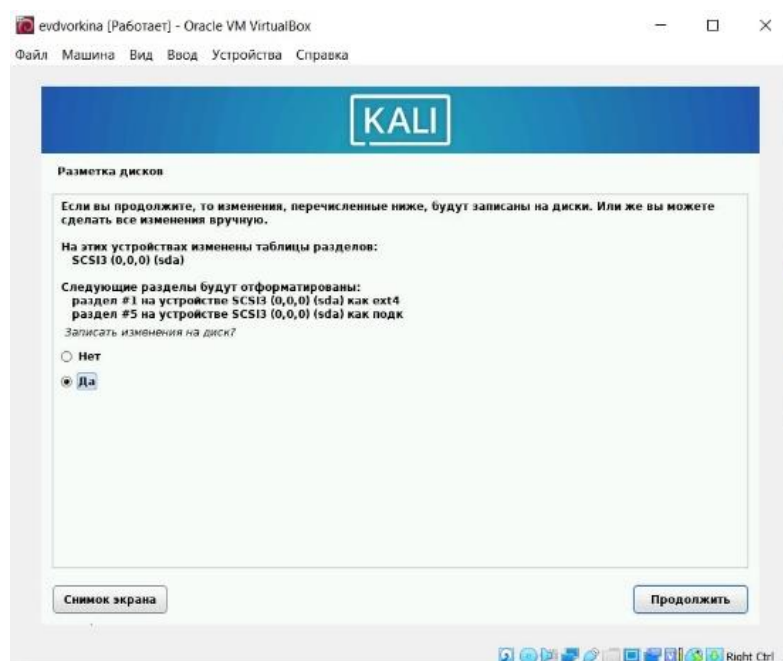 evdvorkina [Работает] - Oracle VM VirtualBox
Файл Машина Вид Ввод Устройства Справка
KALI
Разметка дисков
Если вы продолжите, то изменения, перечисленные ниже, будут записаны на диски. Или же вы можете
сделать все изменения вручную.
На этих устройствах изменены таблицы разделов:
SCSI3 (0,0,0) (sda)
Следующие разделы будут отформатированы:
раздел #1 на устройстве SCSI3 (0,0,0) (sda) как ext4
раздел #5 на устройстве SCSI3 (0,0,0) (sda) как подк
Записать изменения на диск?
Нет
Да
Снимок экрана Продолжить
Right Ctrl